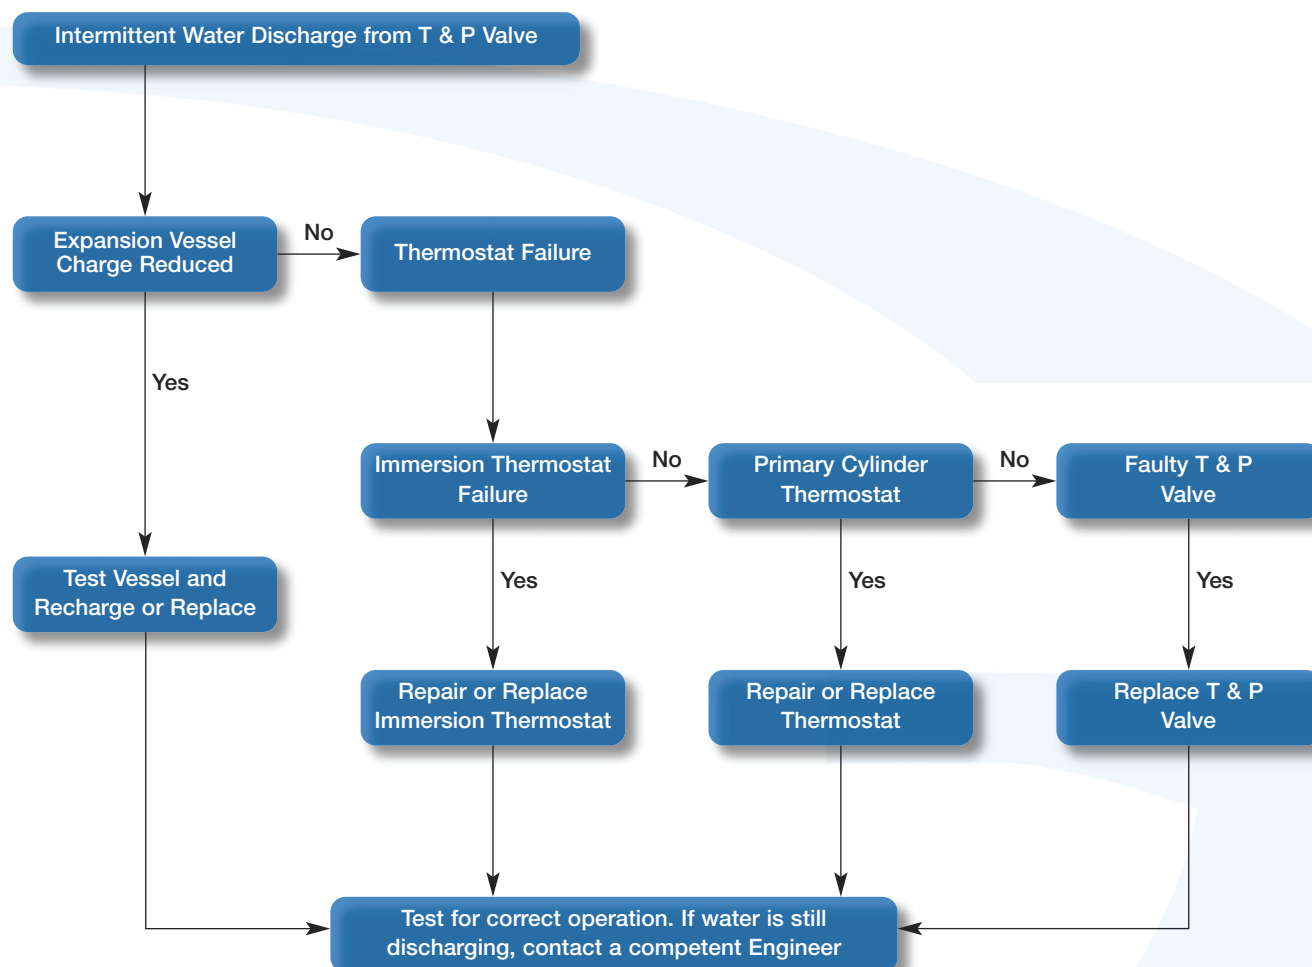 Intermittent Water Discharge from T & P Valve
Expansion Vessel
Charge Reduced
No
Thermostat Failure
Yes
Immersion Thermostat
Failure
No
Primary Cylinder
Thermostat
No
Faulty T & P
Valve
Test Vessel and
Recharge or Replace
Yes
Yes
Yes
Repair or Replace
Immersion Thermostat
Repair or Replace
Thermostat
Replace T & P
Valve
Test for correct operation. If water is still
discharging, contact a competent Engineer